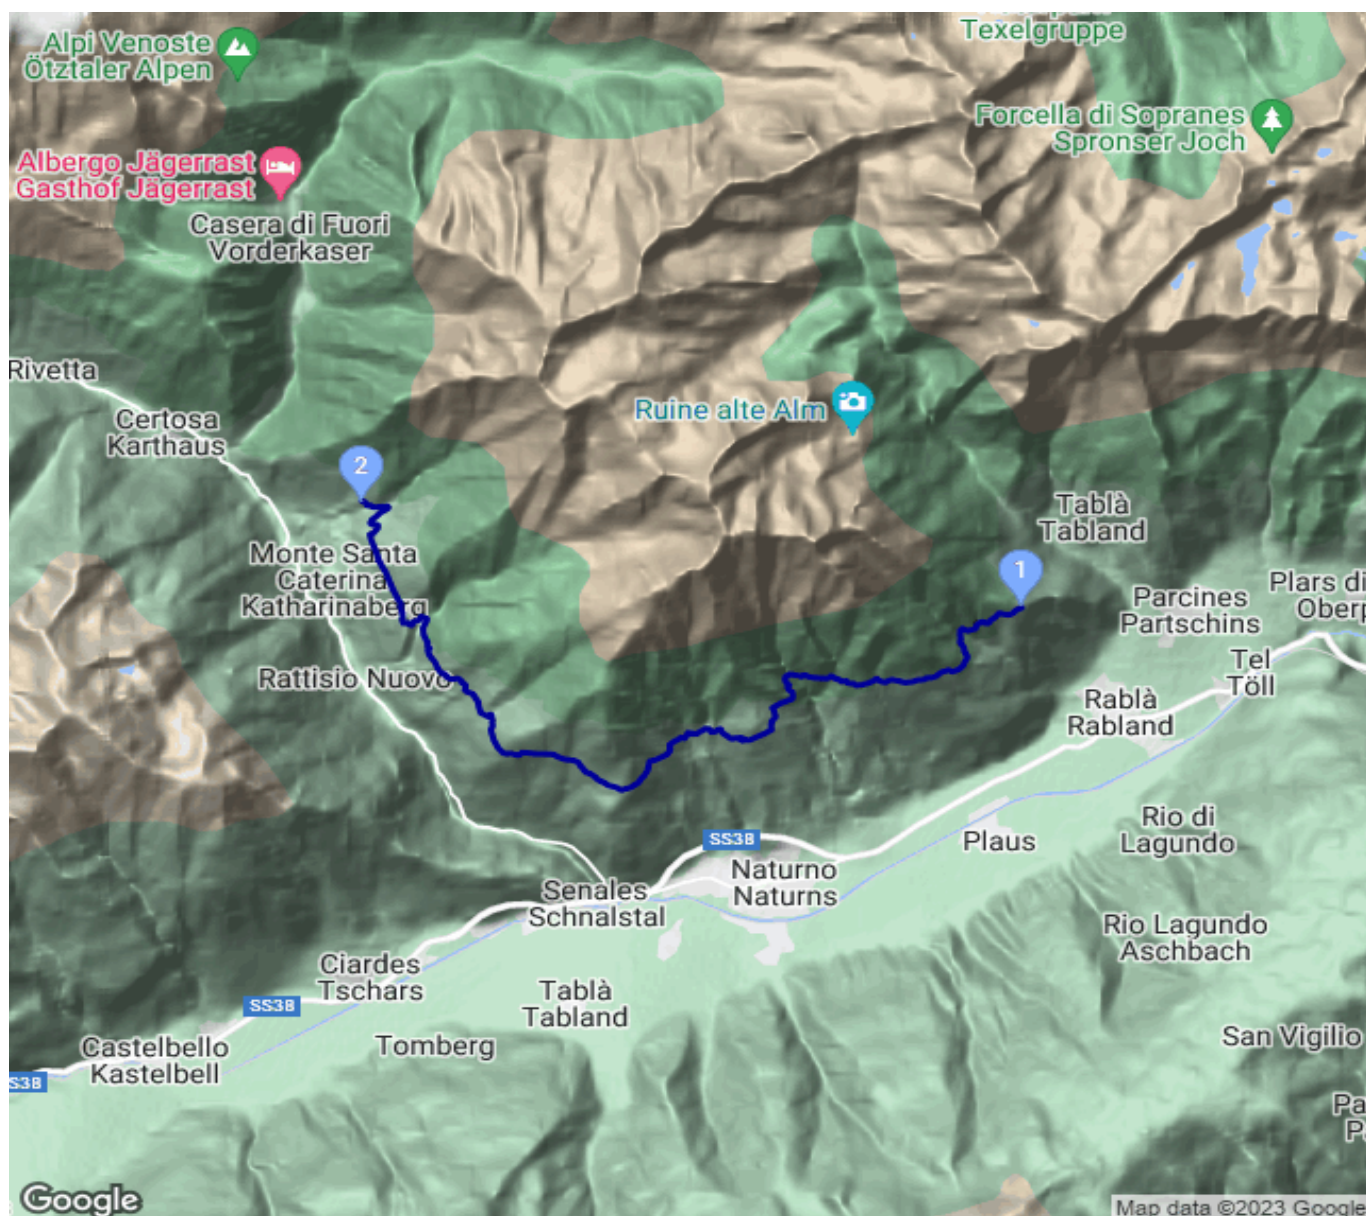 Texelgruppe
Alpi Venoste
Ötztaler Alpen
Forcella di Sopranes
Spronser Joch
Albergo Jägerrast
Gasthof Jägerrast
Casera di Fuori
Vorderkaser
Rivetta
Certosa
Karthaus
Ruine alte Alm
2
Tablà
Tabland
1
Monte Santa
Caterina
Katharinaberg
Parcines
Partschins
Plars di
Oberp
Rattisio Nuovo
Tel
Töll
Rablà
Rabland
Rio di
Lagundo
SS38
Plaus
Naturno
Naturns
Senales
Schnalstal
Rio Lagundo
Aschbach
Ciardes
Tschars
SS38
Tablà
Tabland
Castelbello
Kastelbell
Tomberg
San Vigilio
SS38
Pa
Google
Map data ©2023 Google